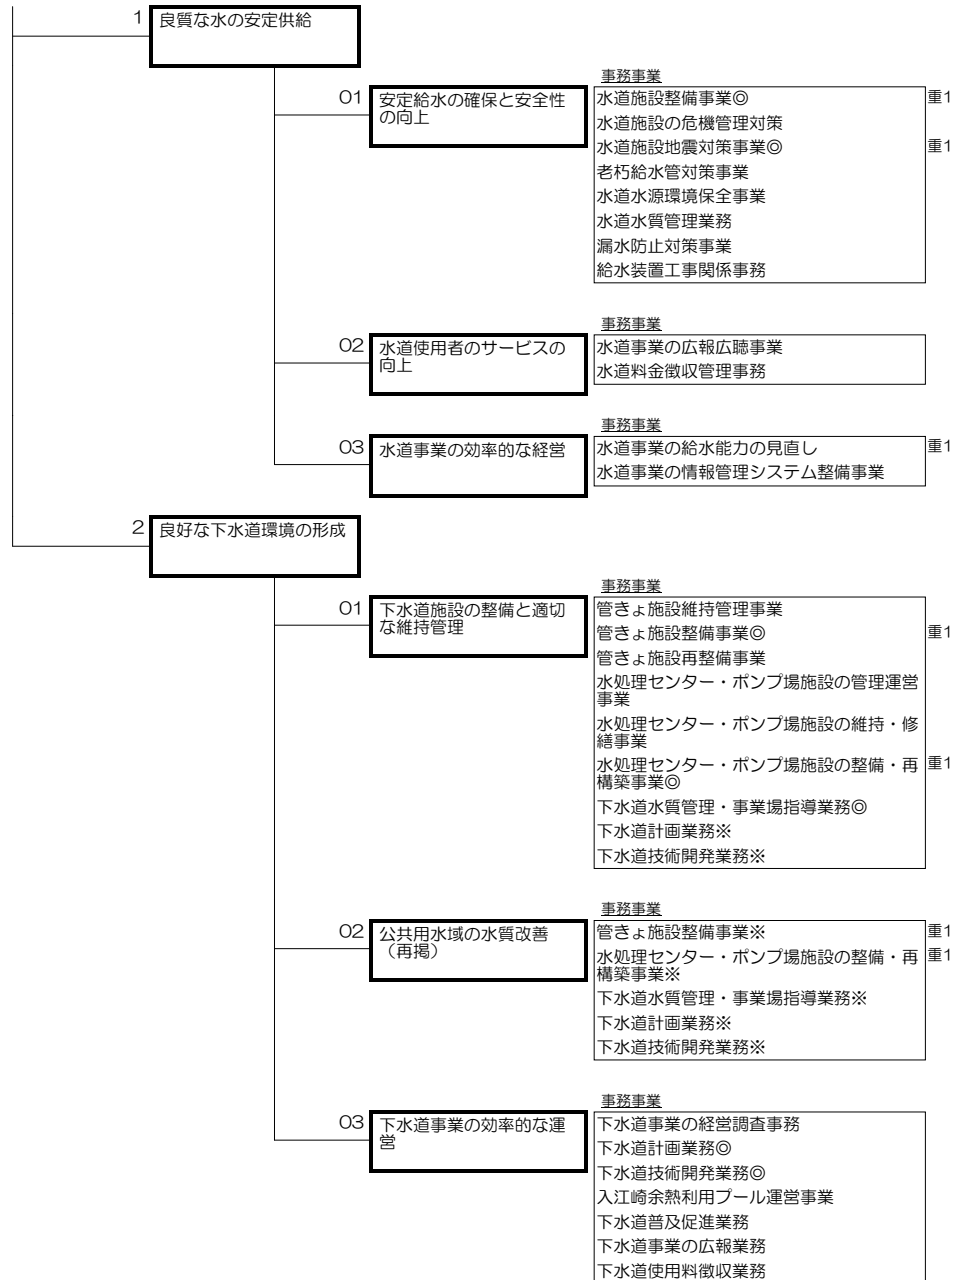 1 良質な水の安定供給
事務事業
01 安定給水の確保と安全性
の向上
水道施設整備事業◎ 重1
水道施設の危機管理対策
水道施設地震対策事業◎ 重1
老朽給水管対策事業
水道水源環境保全事業
水道水質管理業務
漏水防止対策事業
給水装置工事関係事務
事務事業
02 水道使用者のサービスの
向上
水道事業の広報広聴事業
水道料金徴収管理事務
事務事業
03 水道事業の効率的な経営
水道事業の給水能力の見直し 重1
水道事業の情報管理システム整備事業
2 良好な下水道環境の形成
事務事業
01 下水道施設の整備と適切
な維持管理
管きょ施設維持管理事業
管きょ施設整備事業◎ 重1
管きょ施設再整備事業
水処理センター・ポンプ場施設の管理運営
事業
水処理センター・ポンプ場施設の維持・修
繕事業
水処理センター・ポンプ場施設の整備・再 重1
構築事業◎
下水道水質管理・事業場指導業務◎
下水道計画業務※
下水道技術開発業務※
事務事業
02 公共用水域の水質改善
（再掲）
管きょ施設整備事業※ 重1
水処理センター・ポンプ場施設の整備・再 重1
構築事業※
下水道水質管理・事業場指導業務※
下水道計画業務※
下水道技術開発業務※
事務事業
03 下水道事業の効率的な運
営
下水道事業の経営調査事務
下水道計画業務◎
下水道技術開発業務◎
入江崎余熱利用プール運営事業
下水道普及促進業務
下水道事業の広報業務
下水道使用料徴収業務